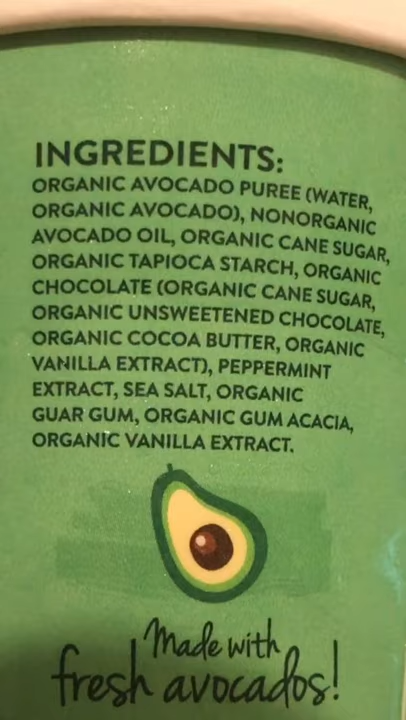 INGREDIENTS:
ORGANIC AVOCADO PUREE (WATER,
ORGANIC AVOCADO), NONORGANIC
AVOCADO OIL, ORGANIC CANE SUGAR,
ORGANIC TAPIOCA STARCH, ORGANIC
CHOCOLATE (ORGANIC CANE SUGAR,
ORGANIC UNSWEETENED CHOCOLATE,
ORGANIC COCOA BUTTER, ORGANIC
VANILLA EXTRACT), PEPPERMINT
EXTRACT, SEA SALT, ORGANIC
GUAR GUM, ORGANIC GUM ACACIA,
ORGANIC VANILLA EXTRACT.
Made with
fresh avocados!